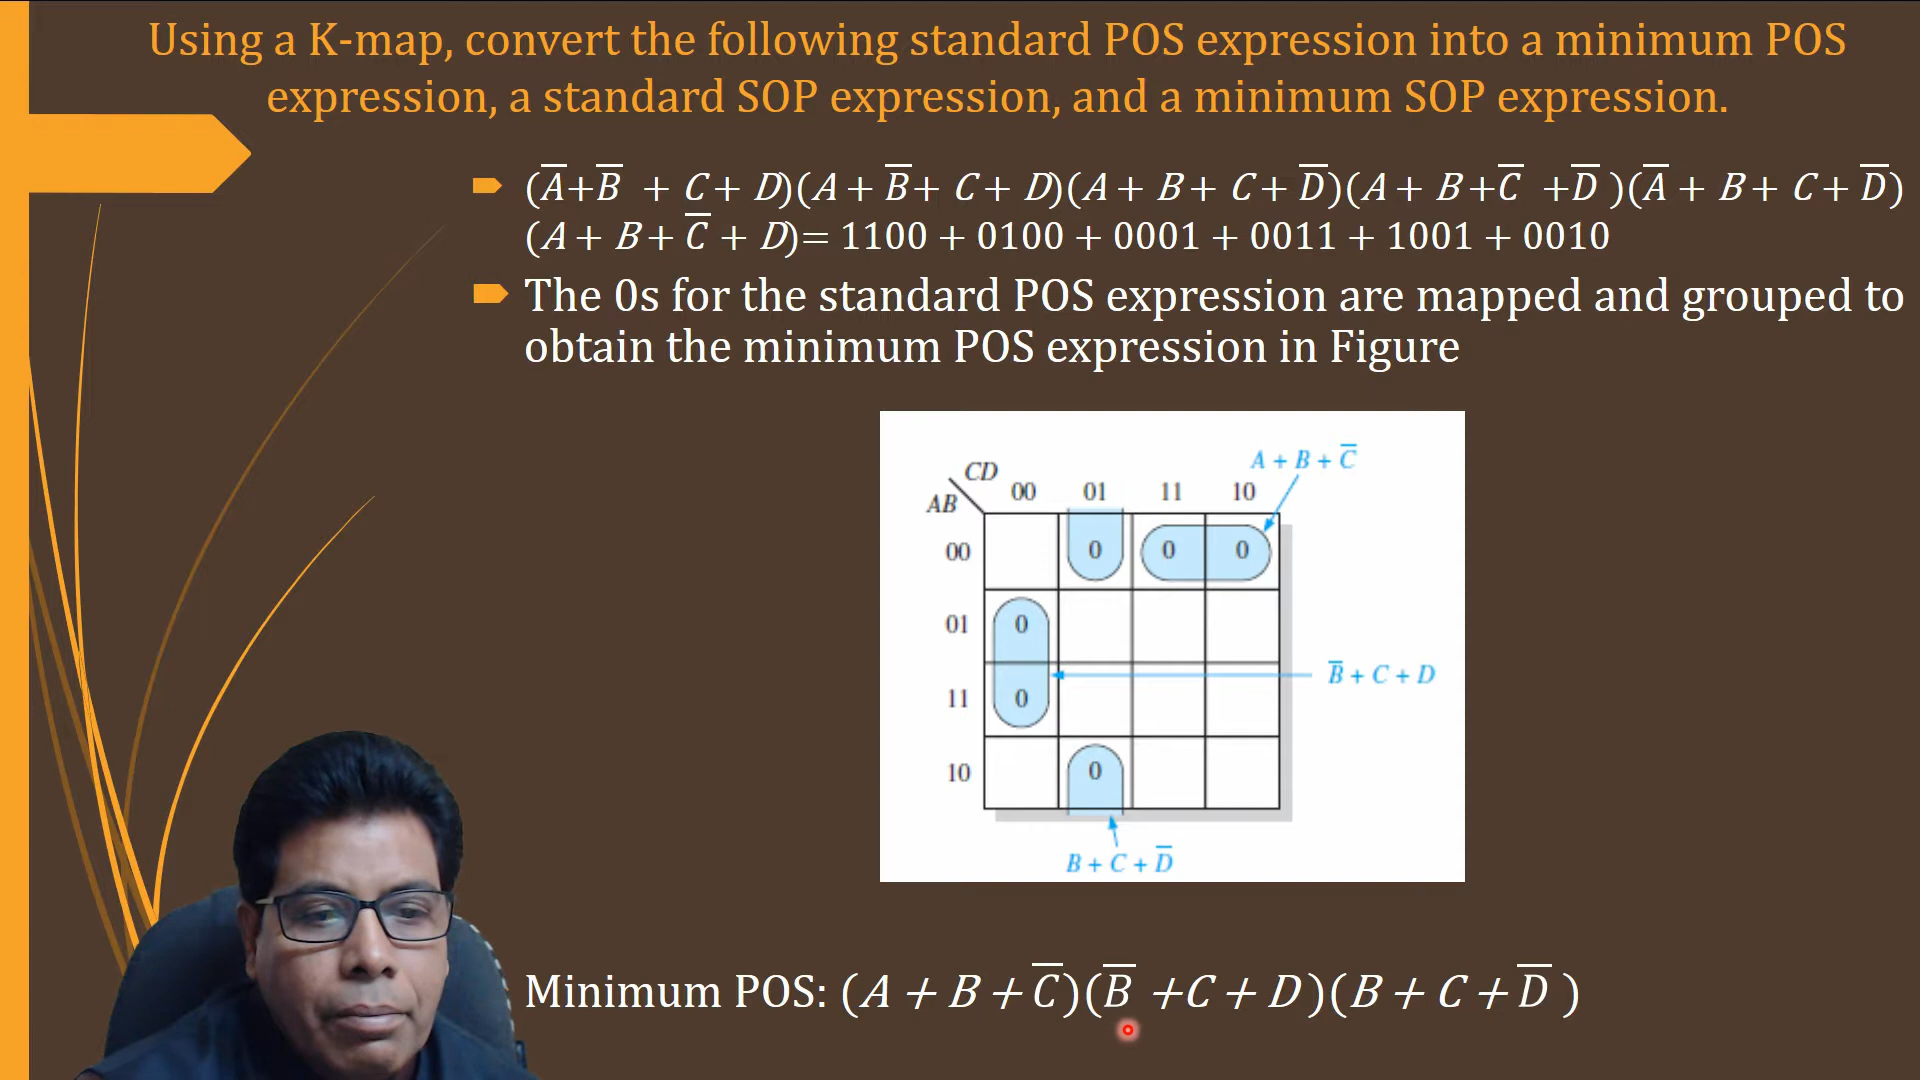 Using a K-map, convert the following standard POS expression into a minimum POS
expression, a standard SOP expression, and a minimum SOP expression.
(A̅+B̅ + C + D)(A + B̅+ C + D)(A + B + C + D̅)(A + B +C̅ +D̅ )(A̅ + B + C + D̅)
(A + B + C̅ + D)= 1100 + 0100 + 0001 + 0011 + 1001 + 0010
The 0s for the standard POS expression are mapped and grouped to
obtain the minimum POS expression in Figure
A + B + C̅
CD
AB 00 01 11 10
00 0 0 0
01 0
B̅ + C + D
11 0
10 0
B + C + D̅
Minimum POS: (A + B + C̅)(B̅ +C + D)(B + C + D̅ )